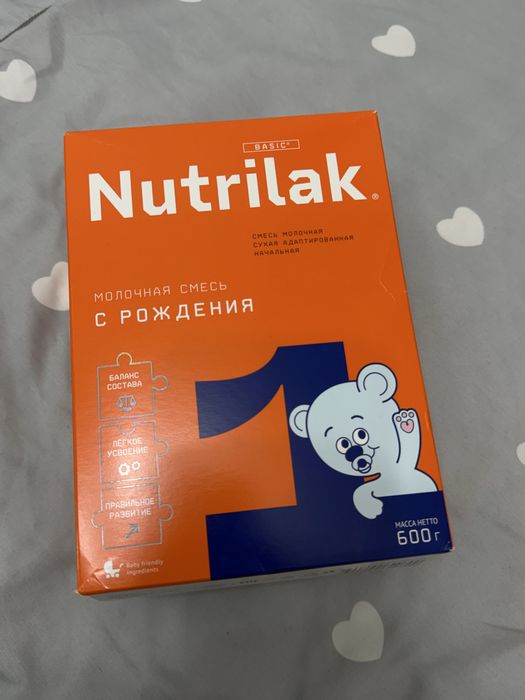 BASIC®
Nutrilak®
СМЕСЬ МОЛОЧНАЯ
СУХАЯ АДАПТИРОВАННАЯ
НАЧАЛЬНАЯ
МОЛОЧНАЯ СМЕСЬ
С РОЖДЕНИЯ
БАЛАНС
СОСТАВА
ЛЕГКОЕ
УСВОЕНИЕ
ПРАВИЛЬНОЕ
РАЗВИТИЕ
1
Baby friendly
ingredients
МАССА НЕТТО
600 г